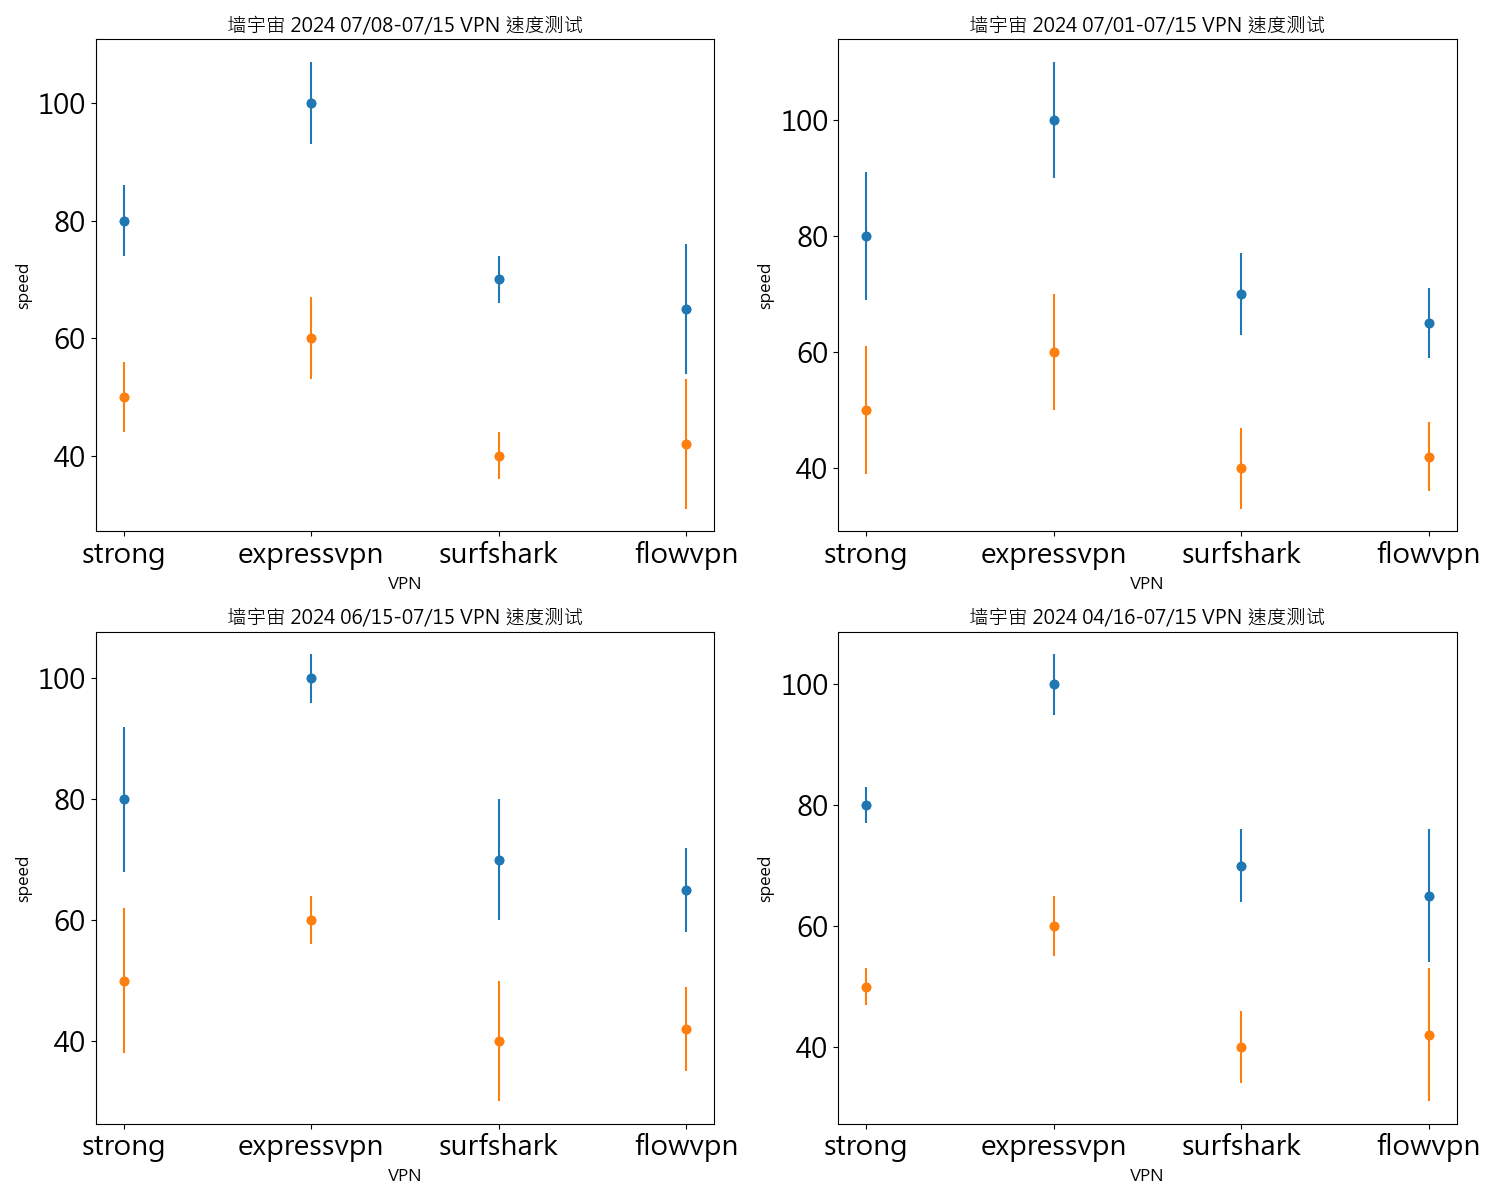 墙宇宙 2024 07/08-07/15 VPN 速度测试
100
80
60
40
speed
strong expressvpn surfshark flowvpn
VPN
墙宇宙 2024 07/01-07/15 VPN 速度测试
100
80
60
40
speed
strong expressvpn surfshark flowvpn
VPN
墙宇宙 2024 06/15-07/15 VPN 速度测试
100
80
60
40
speed
strong expressvpn surfshark flowvpn
VPN
墙宇宙 2024 04/16-07/15 VPN 速度测试
100
80
60
40
speed
strong expressvpn surfshark flowvpn
VPN